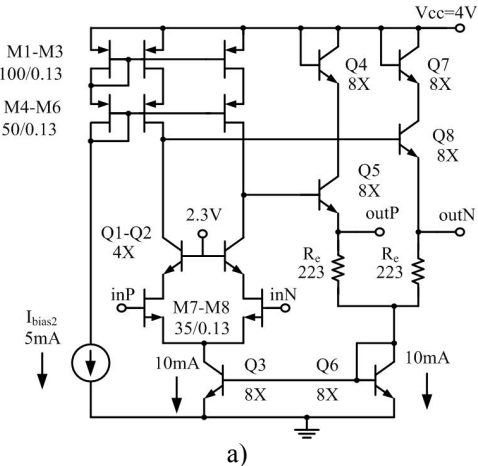 Vcc=4V
M1-M3
100/0.13
M4-M6
50/0.13
Q4
8X
Q7
8X
Q8
8X
Q5
8X
Q1-Q2
4X
2.3V
outP
outN
Re
223
Re
223
inP
inN
M7-M8
35/0.13
Ibias2
5mA
10mA
Q3
8X
Q6
8X
10mA
a)